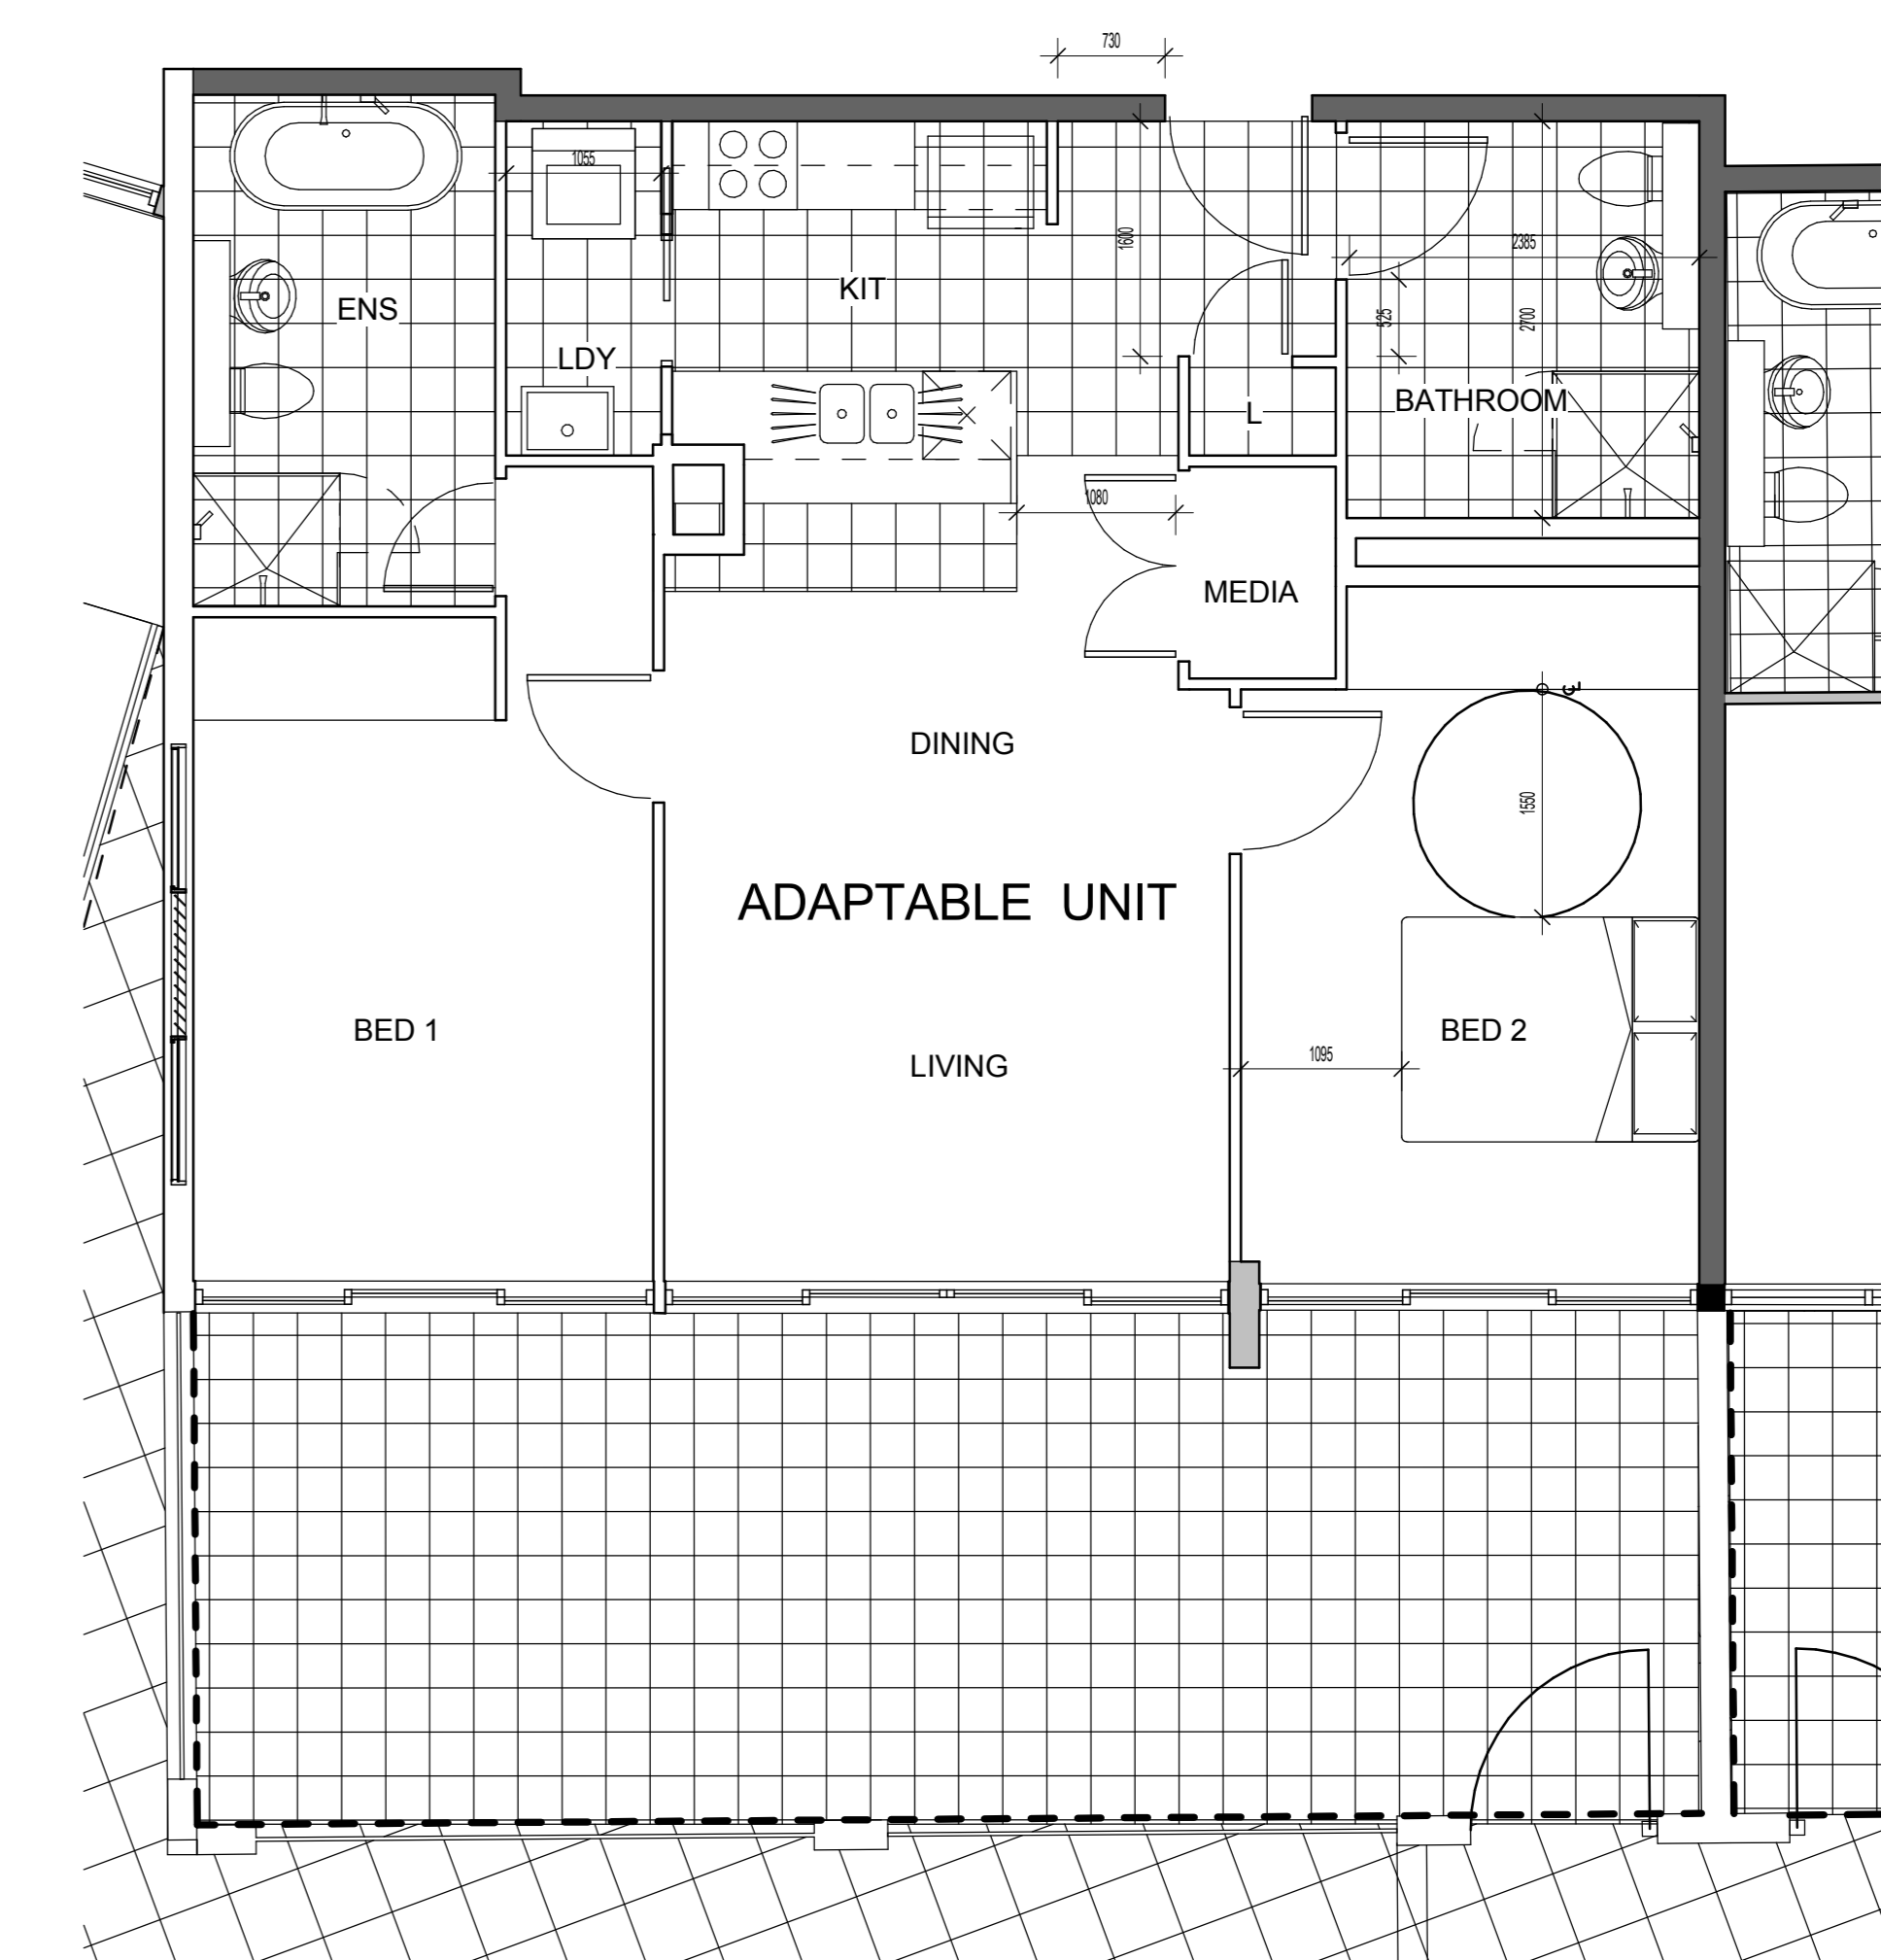 730
1055
1600
2385
KIT
ENS
525
2700
LDY
BATHROOM
L
1080
MEDIA
DINING
1550
ADAPTABLE UNIT
BED 1
BED 2
1095
LIVING